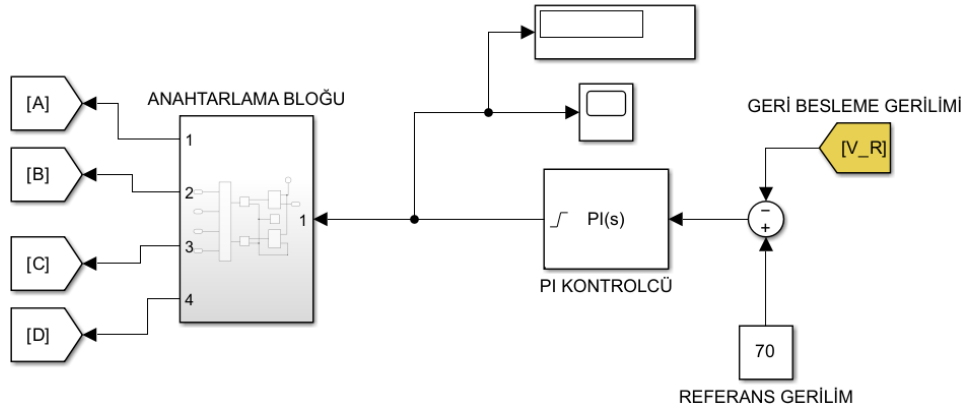 [A]
[B]
[C]
[D]
ANAHTARLAMA BLOĞU
1
2
3
4
1
PI(s)
PI KONTROLCÜ
GERİ BESLEME GERİLİMİ
[V_R]
−
+
70
REFERANS GERİLİM